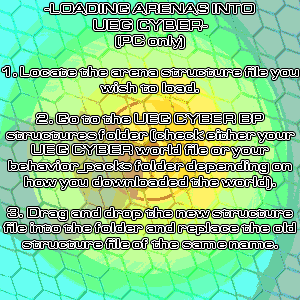 -LOADING ARENAS INTO
UEG CYBER-
(PC only)
1. Locate the arena structure file you
wish to load.
2. Go to the UEG CYBER BP
structures folder (check either your
UEG CYBER world file or your
behavior_packs folder depending on
how you downloaded the world).
3. Drag and drop the new structure
file into the folder and replace the old
structure file of the same name.